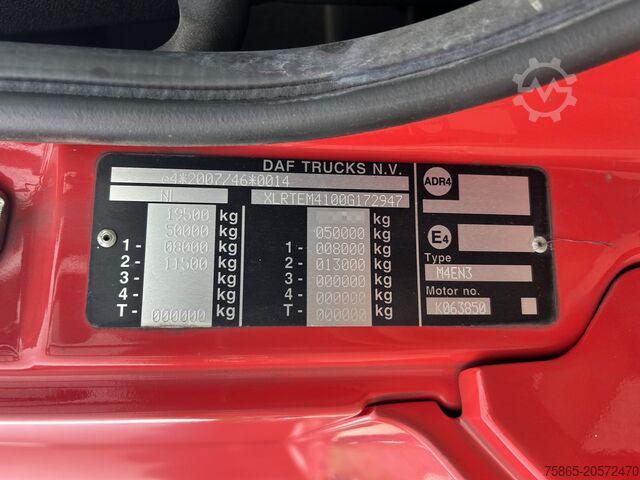 DAF TRUCKS N.V.
e4*2007/46*0014
NL XLRTEM4100G172947
19500 kg kg
50000 kg 050000 kg
1- 08000 kg 1- 008000 kg
2- 11500 kg 2- 013000 kg
3- kg 3- 000000 kg
4- kg 4- 000000 kg
T- 000000 kg T- 000000 kg
ADR4
E4
Type
M4EN3
Motor no.
K063850
75865-20572470